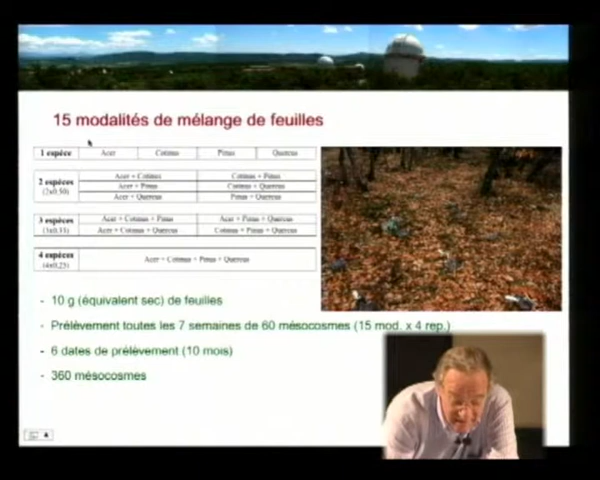 15 modalités de mélange de feuilles
1 espèce Acer Cotinus Pinus Quercus
2 espèces (2x0,50) Acer + Cotinus Cotinus + Pinus
Acer + Pinus Cotinus + Quercus
Acer + Quercus Pinus + Quercus
3 espèces (3x0,33) Acer + Cotinus + Pinus Acer + Pinus + Quercus
Acer + Cotinus + Quercus Cotinus + Pinus + Quercus
4 espèces (4x0,25) Acer + Cotinus + Pinus + Quercus
- 10 g (équivalent sec) de feuilles
- Prélèvement toutes les 7 semaines de 60 mésocosmes (15 mod. x 4 rep.)
- 6 dates de prélèvement (10 mois)
- 360 mésocosmes